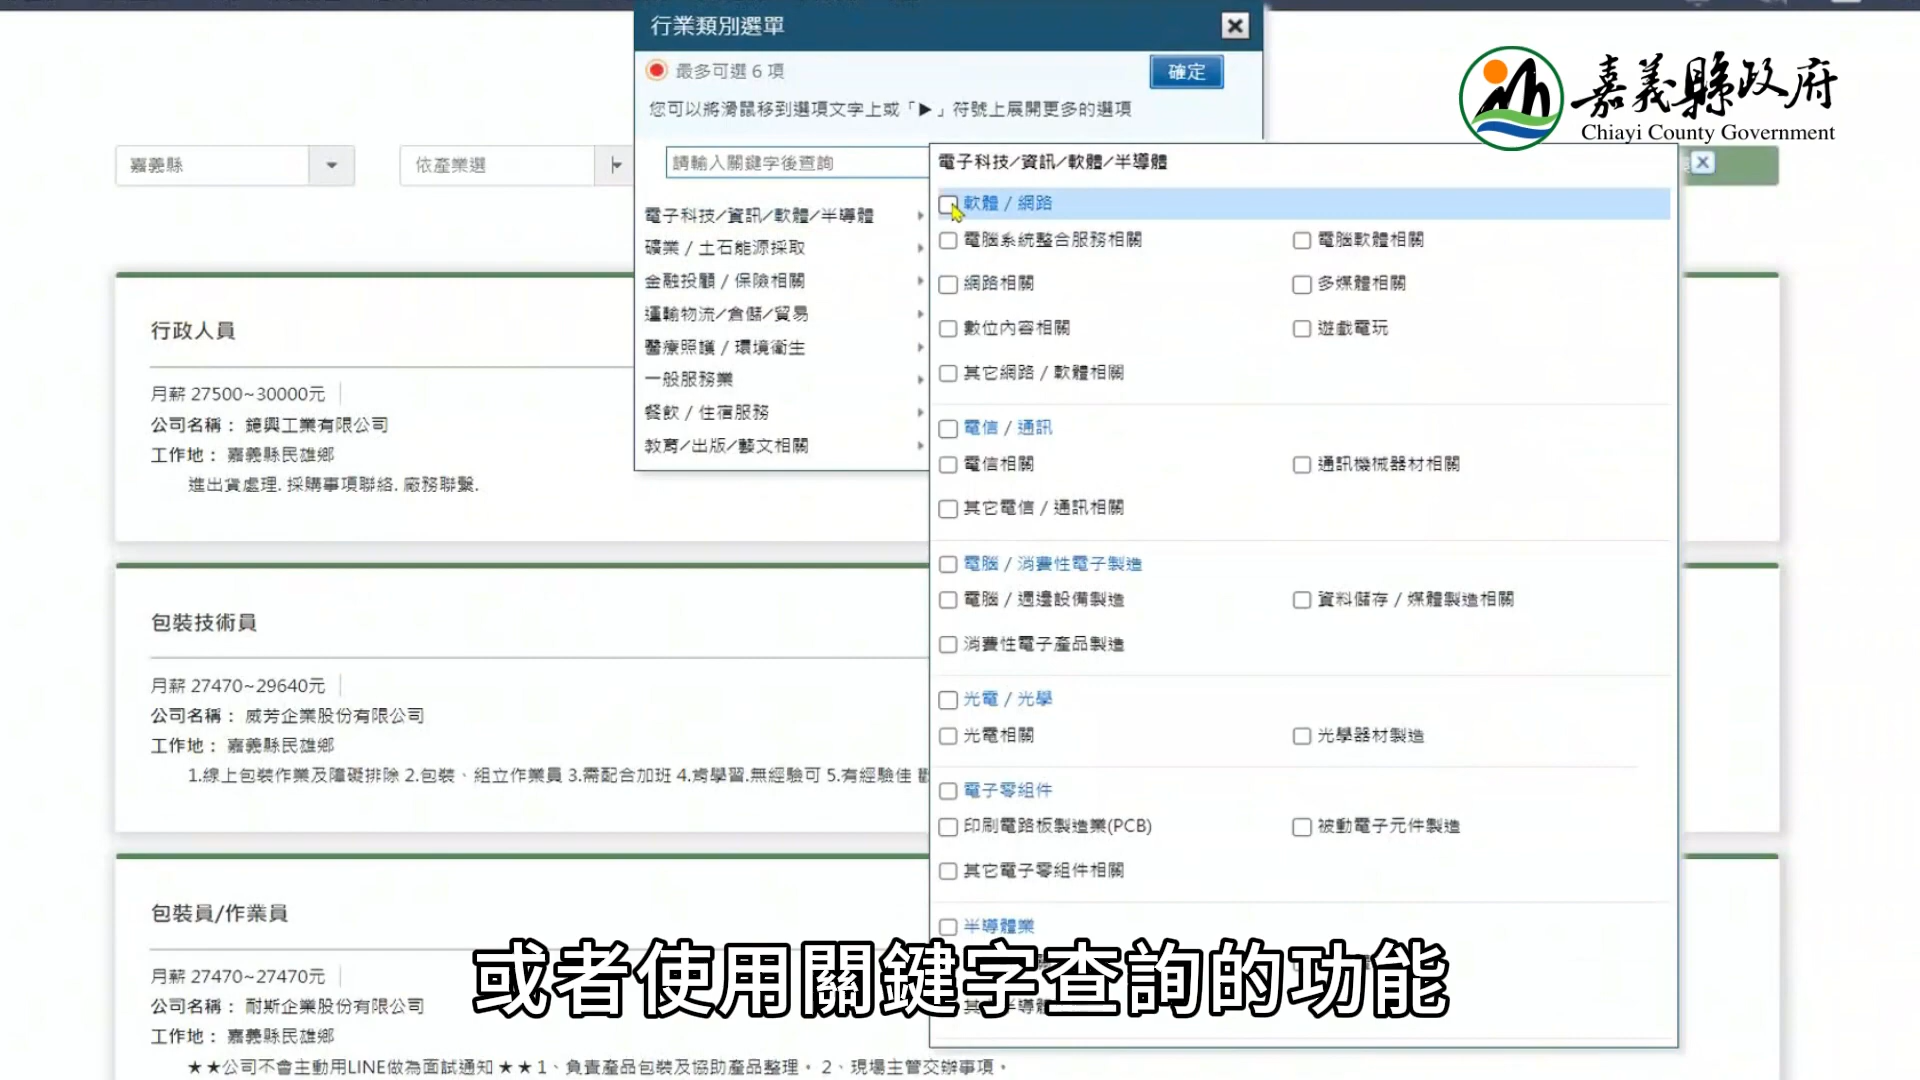 行業類別選單
最多可選 6 項
確定
您可以將滑鼠移到選項文字上或「▶」符號上展開更多的選項
嘉義縣政府
Chiayi County Government
嘉義縣
依產業選
請輸入關鍵字後查詢
電子科技/資訊/軟體/半導體
礦業 / 土石能源採取
金融投顧 / 保險相關
運輸物流/倉儲/貿易
醫療照護 / 環境衛生
一般服務業
餐飲 / 住宿服務
教育/出版/藝文相關
電子科技/資訊/軟體/半導體
軟體 / 網路
電腦系統整合服務相關
電腦軟體相關
網路相關
多媒體相關
數位內容相關
遊戲電玩
其它網路 / 軟體相關
電信 / 通訊
電信相關
通訊機械器材相關
其它電信 / 通訊相關
電腦 / 消費性電子製造
電腦 / 週邊設備製造
資料儲存 / 媒體製造相關
消費性電子產品製造
光電 / 光學
光電相關
光學器材製造
電子零組件
印刷電路板製造業(PCB)
被動電子元件製造
其它電子零組件相關
半導體業
行政人員
月薪 27500~30000元
公司名稱： 鐿興工業有限公司
工作地： 嘉義縣民雄鄉
進出貨處理. 採購事項聯絡. 廠務聯繫.
包裝技術員
月薪 27470~29640元
公司名稱： 威芳企業股份有限公司
工作地： 嘉義縣民雄鄉
1.線上包裝作業及障礙排除 2.包裝、組立作業員 3.需配合加班 4.肯學習.無經驗可 5.有經驗佳
包裝員/作業員
月薪 27470~27470元
公司名稱： 耐斯企業股份有限公司
工作地： 嘉義縣民雄鄉
★★公司不會主動用LINE做為面試通知★★1、負責產品包裝及協助產品整理。 2、現場主管交辦事項。
或者使用關鍵字查詢的功能